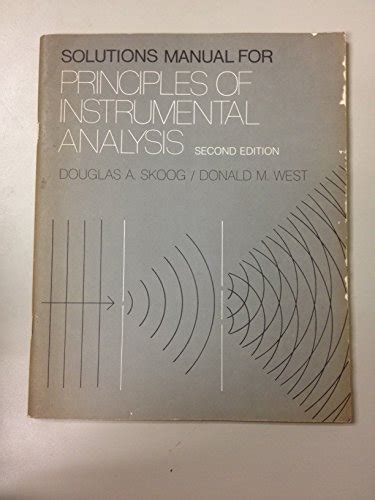 SOLUTIONS MANUAL FOR
PRINCIPLES OF
INSTRUMENTAL
ANALYSIS SECOND EDITION
DOUGLAS A. SKOOG / DONALD M. WEST